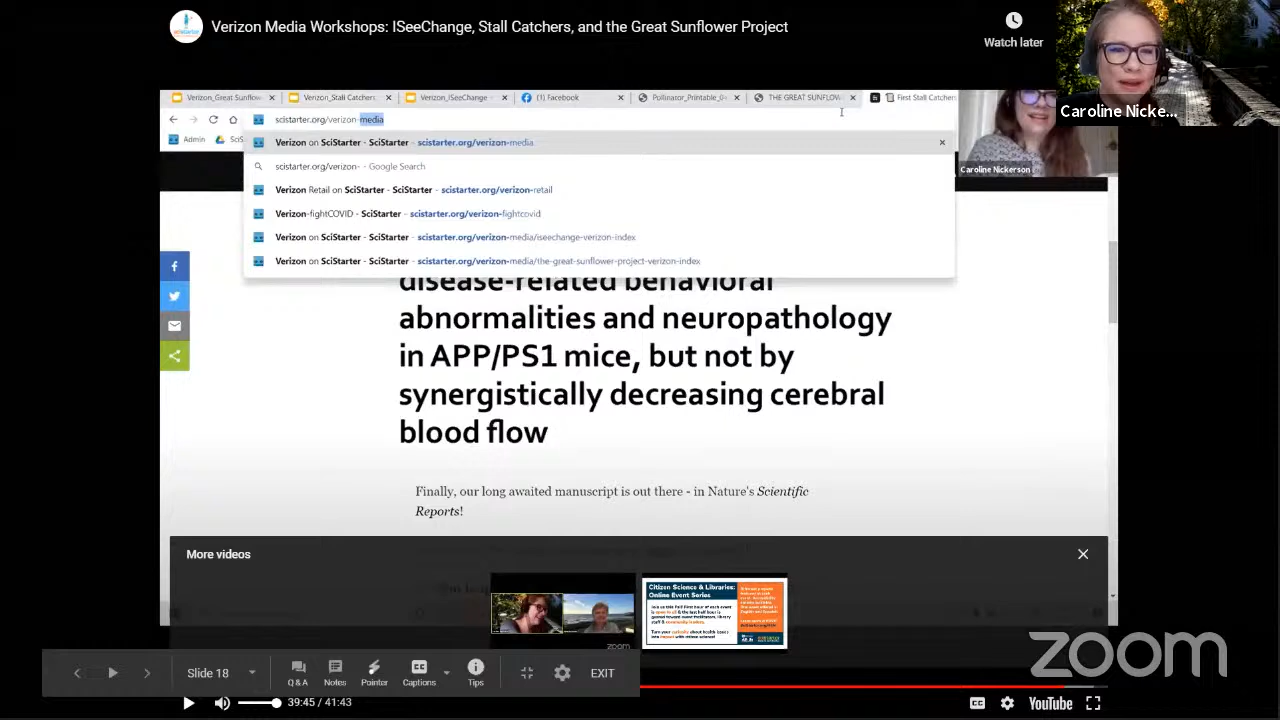 Verizon Media Workshops: ISeeChange, Stall Catchers, and the Great Sunflower Project
Watch later
Caroline Nicke...
Verizon_Great Sunflow
Verizon_Stall Catchers
Verizon_ISeeChange
(1) Facebook
Pollinator_Printable_0
THE GREAT SUNFLOW
First Stall Catchers
scistarter.org/verizon-media
Admin
SciS
Verizon on SciStarter - SciStarter - scistarter.org/verizon-media
scistarter.org/verizon- - Google Search
Verizon Retail on SciStarter - SciStarter - scistarter.org/verizon-retail
Verizon-fightCOVID - SciStarter - scistarter.org/verizon-fightcovid
Verizon on SciStarter - SciStarter - scistarter.org/verizon-media/iseechange-verizon-index
Verizon on SciStarter - SciStarter - scistarter.org/verizon-media/the-great-sunflower-project-verizon-index
Caroline Nickerson
disease-related behavioral
abnormalities and neuropathology
in APP/PS1 mice, but not by
synergistically decreasing cerebral
blood flow
Finally, our long awaited manuscript is out there - in Nature's Scientific
Reports!
More videos
zoom
Citizen Science & Libraries:
Online Event Series
Slide 18
Q & A
Notes
Pointer
Captions
Tips
EXIT
zoom
39:45 / 41:43
CC
YouTube